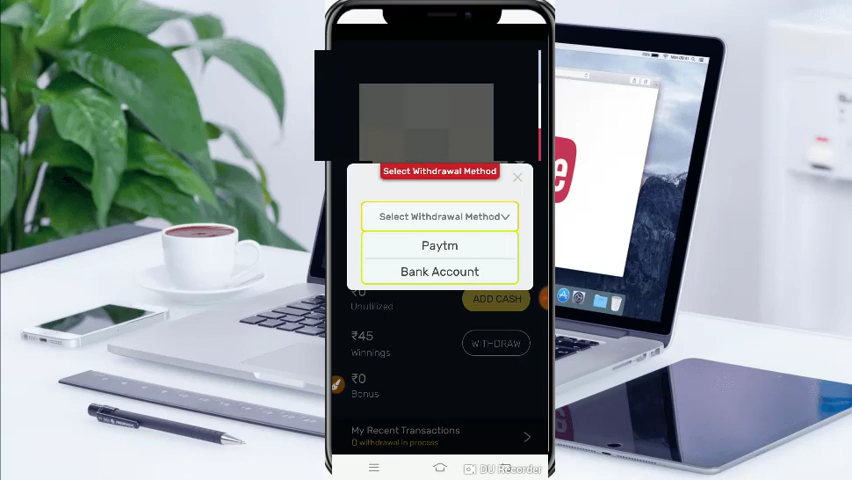 Select Withdrawal Method
Select Withdrawal Method
Paytm
Bank Account
₹0
Unutilized
ADD CASH
₹45
Winnings
WITHDRAW
₹0
Bonus
My Recent Transactions
0 withdrawal in process
DU Recorder